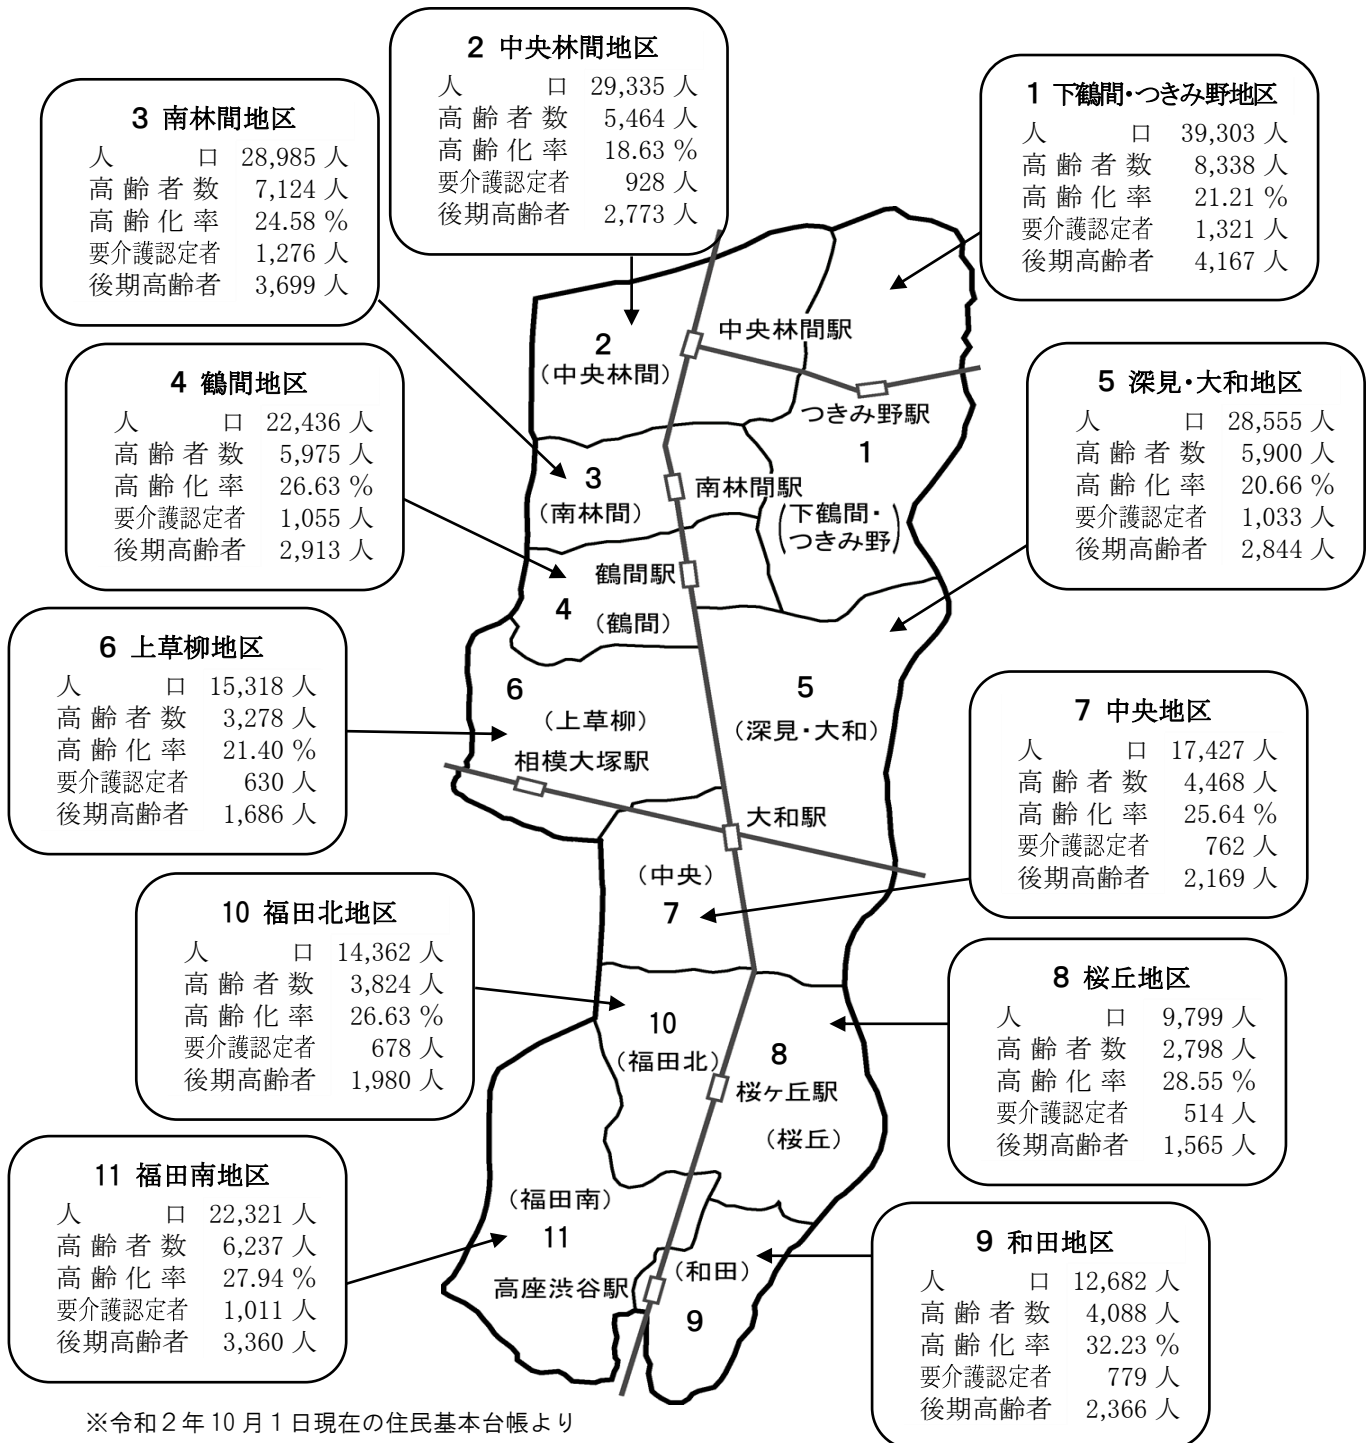 2 中央林間地区
人口 29,335 人
高齢者数 5,464 人
高齢化率 18.63 %
要介護認定者 928 人
後期高齢者 2,773 人
1 下鶴間・つきみ野地区
人口 39,303 人
高齢者数 8,338 人
高齢化率 21.21 %
要介護認定者 1,321 人
後期高齢者 4,167 人
3 南林間地区
人口 28,985 人
高齢者数 7,124 人
高齢化率 24.58 %
要介護認定者 1,276 人
後期高齢者 3,699 人
4 鶴間地区
人口 22,436 人
高齢者数 5,975 人
高齢化率 26.63 %
要介護認定者 1,055 人
後期高齢者 2,913 人
5 深見・大和地区
人口 28,555 人
高齢者数 5,900 人
高齢化率 20.66 %
要介護認定者 1,033 人
後期高齢者 2,844 人
6 上草柳地区
人口 15,318 人
高齢者数 3,278 人
高齢化率 21.40 %
要介護認定者 630 人
後期高齢者 1,686 人
7 中央地区
人口 17,427 人
高齢者数 4,468 人
高齢化率 25.64 %
要介護認定者 762 人
後期高齢者 2,169 人
10 福田北地区
人口 14,362 人
高齢者数 3,824 人
高齢化率 26.63 %
要介護認定者 678 人
後期高齢者 1,980 人
8 桜丘地区
人口 9,799 人
高齢者数 2,798 人
高齢化率 28.55 %
要介護認定者 514 人
後期高齢者 1,565 人
11 福田南地区
人口 22,321 人
高齢者数 6,237 人
高齢化率 27.94 %
要介護認定者 1,011 人
後期高齢者 3,360 人
9 和田地区
人口 12,682 人
高齢者数 4,088 人
高齢化率 32.23 %
要介護認定者 779 人
後期高齢者 2,366 人
中央林間駅
2
(中央林間)
つきみ野駅
1
(下鶴間・
つきみ野)
3
(南林間)
南林間駅
鶴間駅
4
(鶴間)
6
(上草柳)
相模大塚駅
5
(深見・大和)
大和駅
(中央)
7
10
(福田北)
8
桜ヶ丘駅
(桜丘)
(福田南)
11
高座渋谷駅
(和田)
9
※令和2年10月1日現在の住民基本台帳より